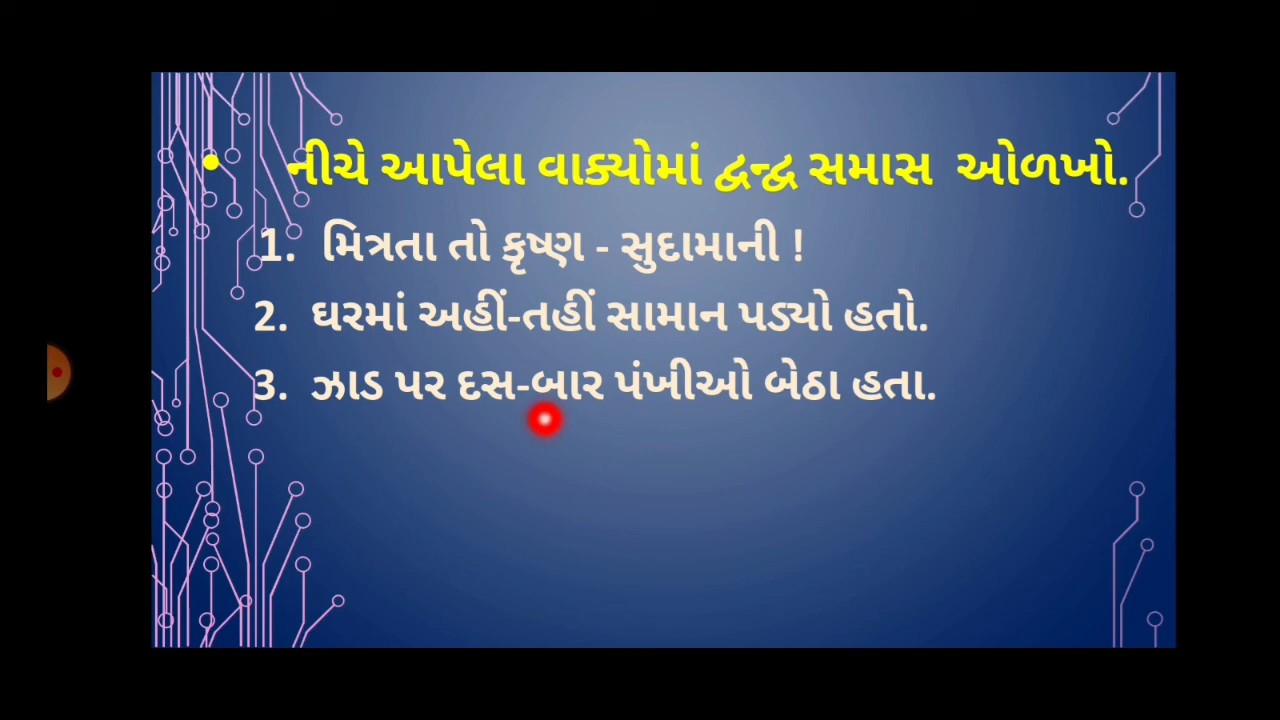 • નીચે આપેલા વાક્યોમાં દ્વન્દ્વ સમાસ ઓળખો.
1. મિત્રતા તો કૃષ્ણ - સુદામાની !
2. ઘરમાં અહીં-તહીં સામાન પડ્યો હતો.
3. ઝાડ પર દસ-બાર પંખીઓ બેઠા હતા.